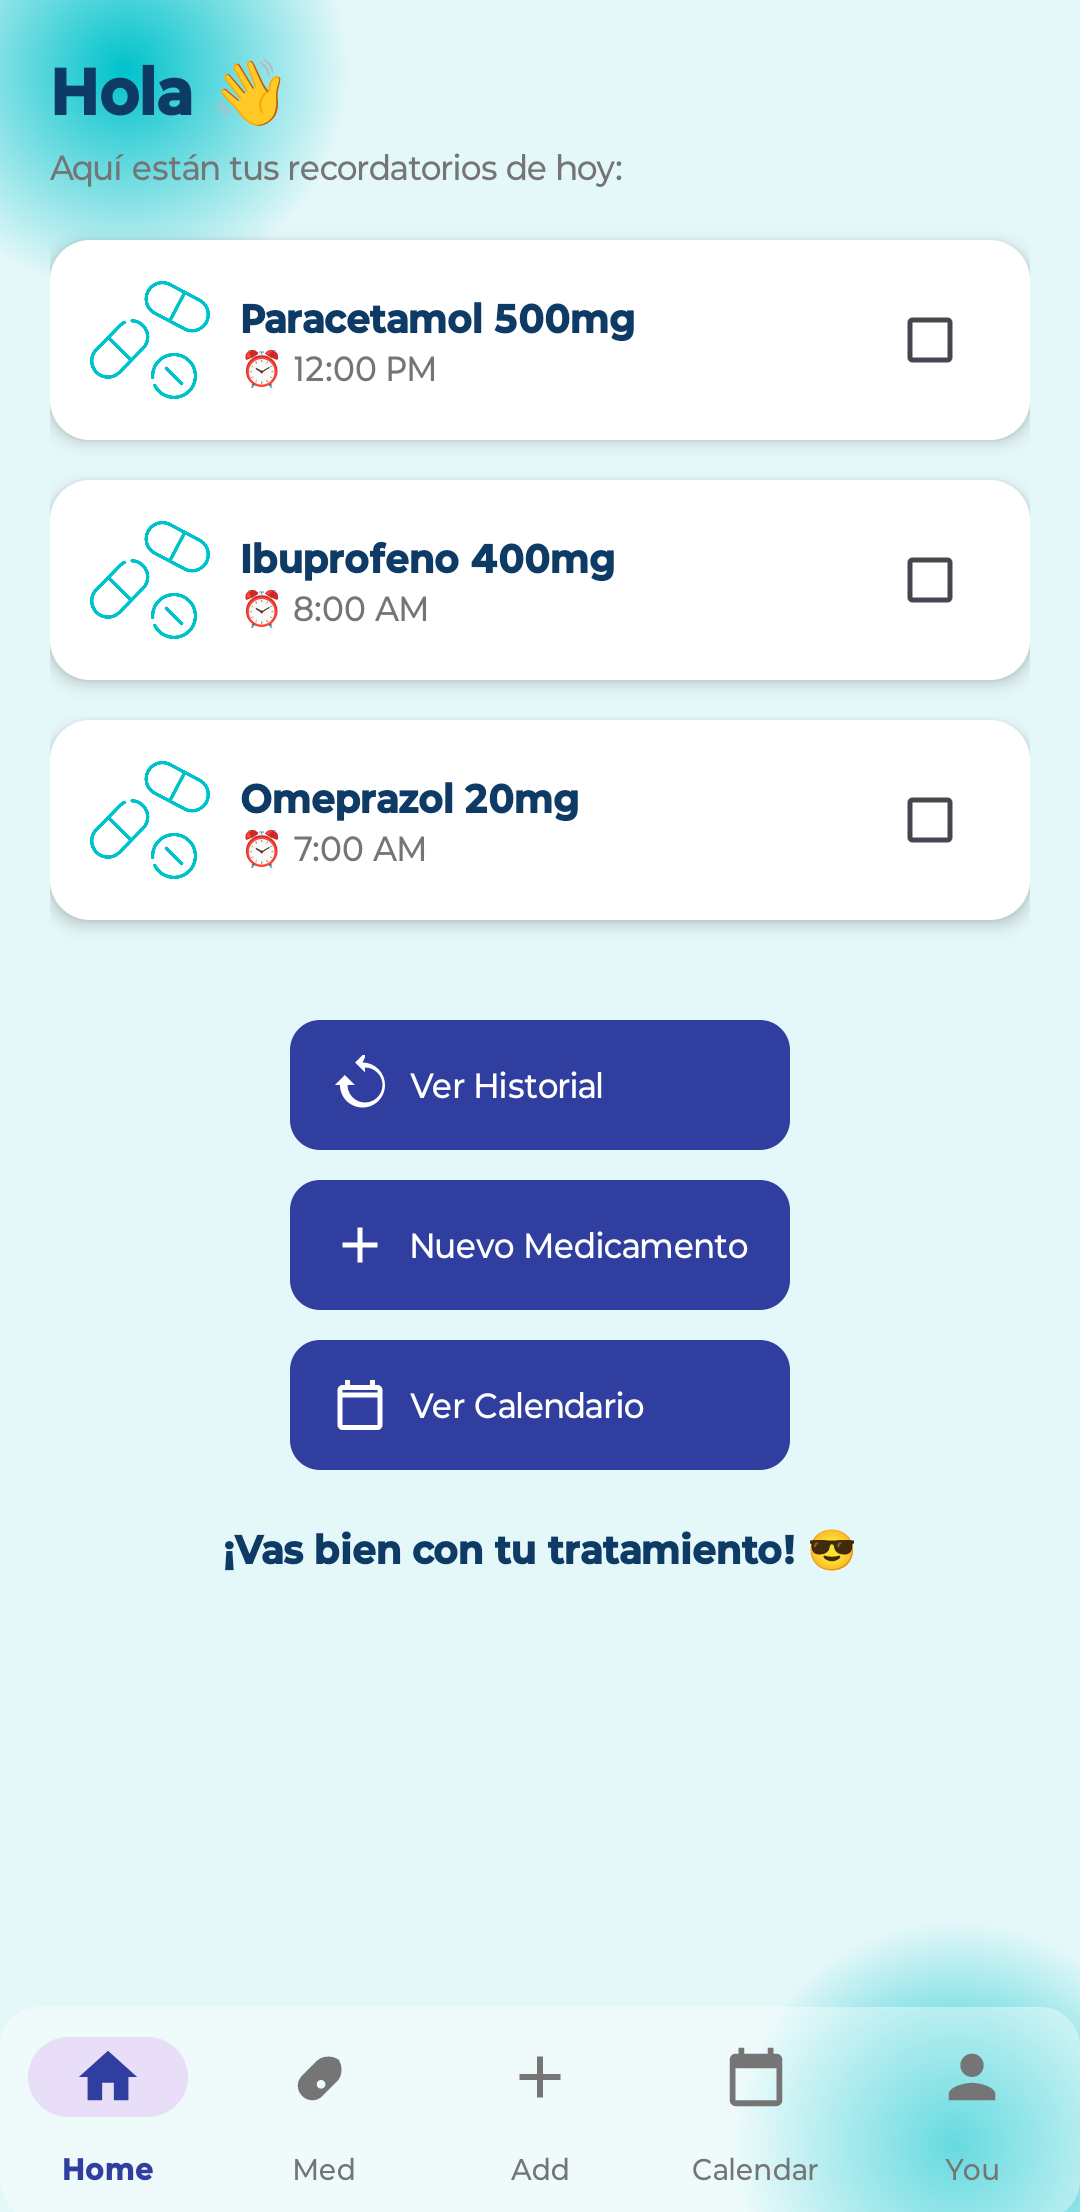 Hola 👋
Aquí están tus recordatorios de hoy:
Paracetamol 500mg
⏰ 12:00 PM
Ibuprofeno 400mg
⏰ 8:00 AM
Omeprazol 20mg
⏰ 7:00 AM
Ver Historial
Nuevo Medicamento
Ver Calendario
¡Vas bien con tu tratamiento! 😎
Home
Med
Add
Calendar
You